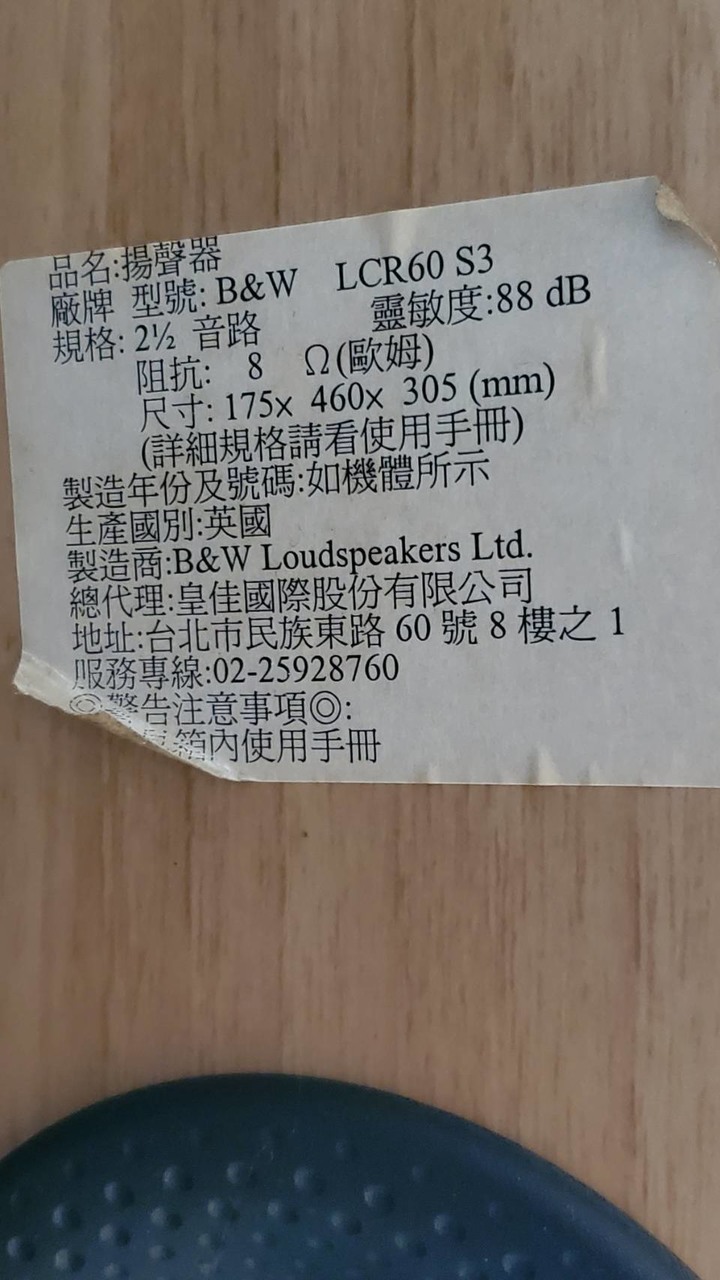 品名:揚聲器
廠牌 型號: B&W LCR60 S3
規格: 2½ 音路 靈敏度:88 dB
阻抗: 8 Ω(歐姆)
尺寸: 175x 460x 305 (mm)
(詳細規格請看使用手冊)
製造年份及號碼:如機體所示
生產國別:英國
製造商:B&W Loudspeakers Ltd.
總代理:皇佳國際股份有限公司
地址:台北市民族東路 60 號 8 樓之 1
服務專線:02-25928760
◎警告注意事項◎:
箱內使用手冊